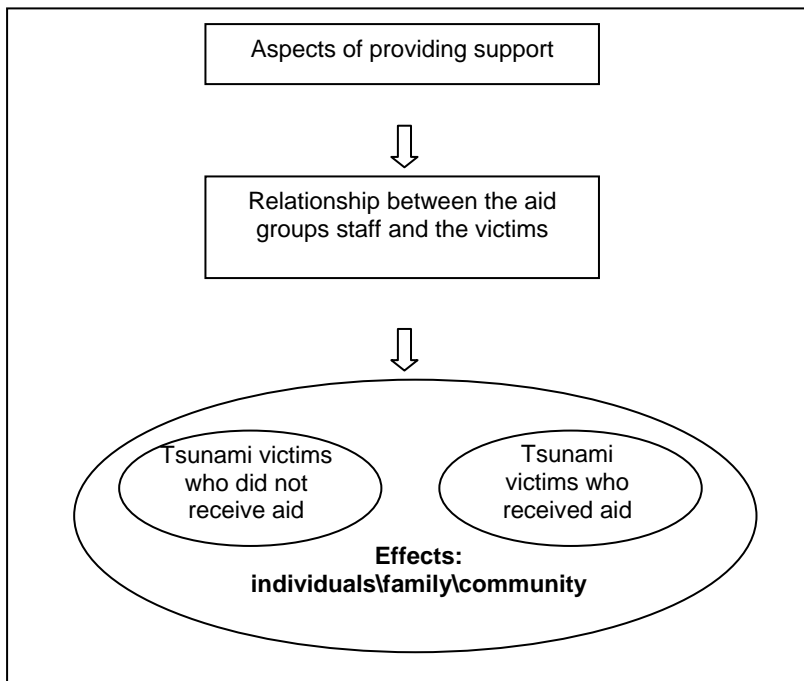 Aspects of providing support
Relationship between the aid
groups staff and the victims
Tsunami victims
who did not
receive aid
Tsunami
victims who
received aid
Effects:
individuals\family\community